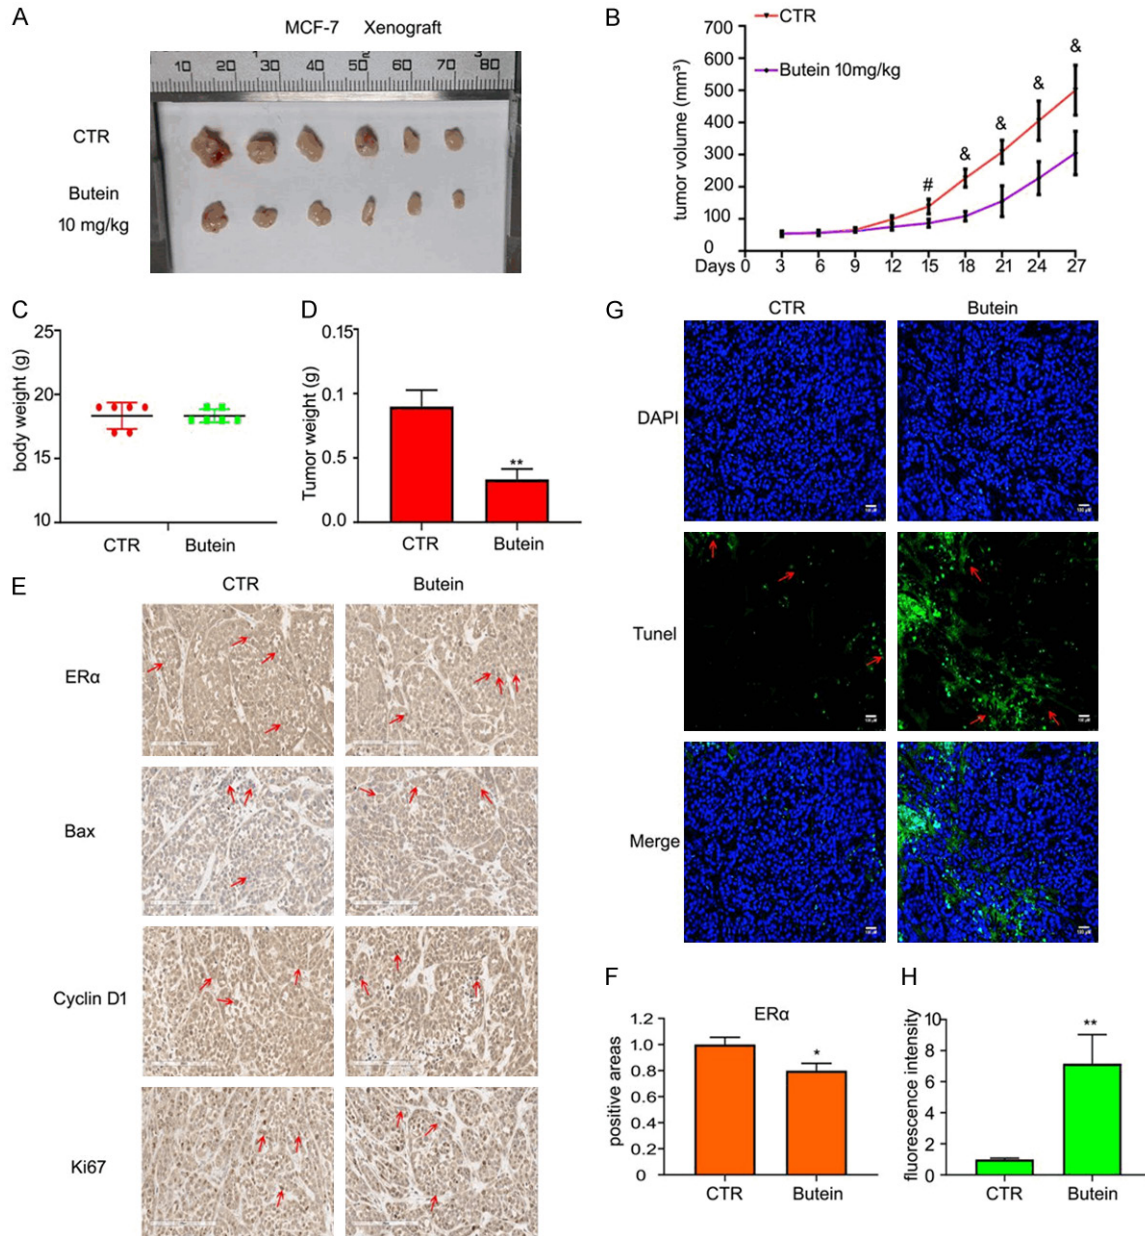 A
MCF-7 Xenograft
1
2
10 20 30 40 50 60 70 80
CTR
Butein
10 mg/kg
B
CTR
Butein 10mg/kg
tumor volume (mm³)
700
600
500
400
300
200
100
0
#
&
&
&
&
Days 0 3 6 9 12 15 18 21 24 27
C
body weight (g)
25
20
15
10
CTR Butein
D
Tumor weight (g)
0.15
0.1
0.5
0.0
**
CTR Butein
E
CTR Butein
ERα
Bax
Cyclin D1
Ki67
G
CTR Butein
DAPI
Tunel
Merge
F
ERα
positive areas
1.2
1.0
0.8
0.6
0.4
0.2
0
*
CTR Butein
H
fluorescence intensity
10
8
6
4
2
0
**
CTR Butein